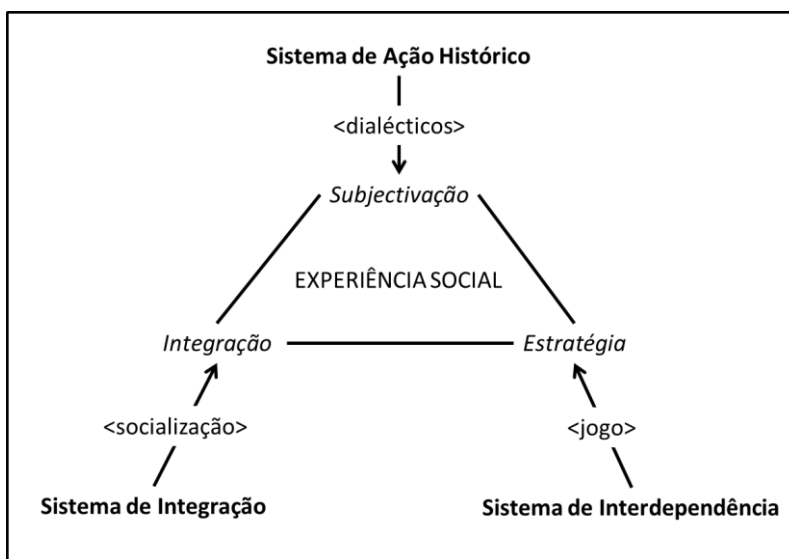 Sistema de Ação Histórico
<dialécticos>
Subjectivação
EXPERIÊNCIA SOCIAL
Integração
Estratégia
<socialização>
<jogo>
Sistema de Integração
Sistema de Interdependência